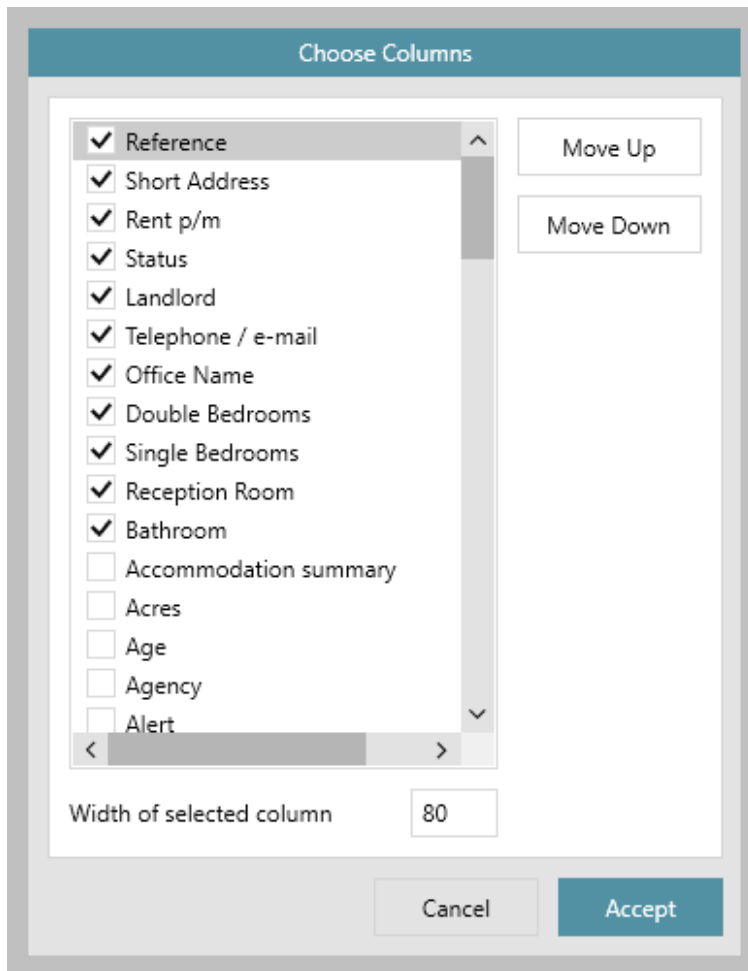 Choose Columns
Reference
Short Address
Rent p/m
Status
Landlord
Telephone / e-mail
Office Name
Double Bedrooms
Single Bedrooms
Reception Room
Bathroom
Accommodation summary
Acres
Age
Agency
Alert
Move Up
Move Down
Width of selected column 80
Cancel Accept